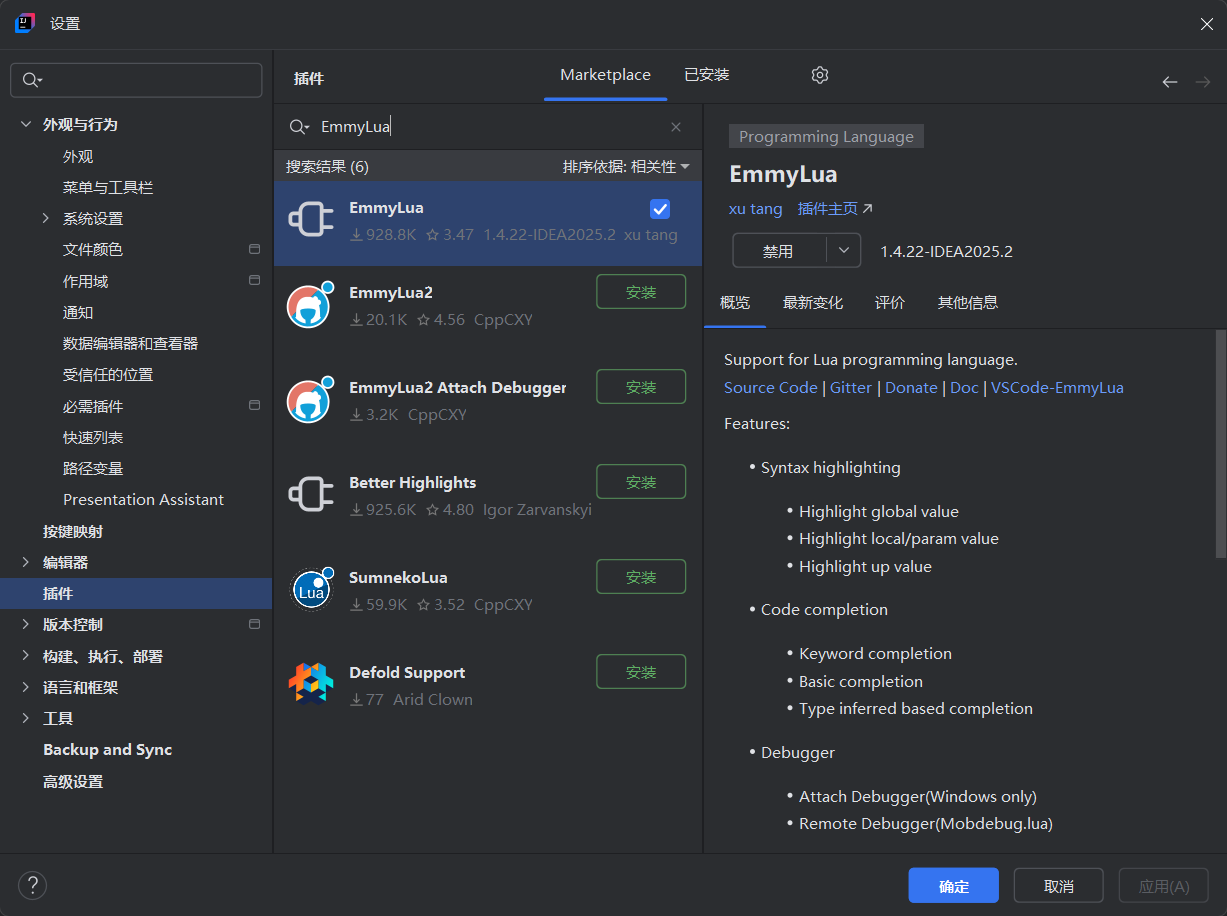 设置
外观与行为
外观
菜单与工具栏
系统设置
文件颜色
作用域
通知
数据编辑器和查看器
受信任的位置
必需插件
快速列表
路径变量
Presentation Assistant
按键映射
编辑器
插件
版本控制
构建、执行、部署
语言和框架
工具
Backup and Sync
高级设置
插件
Marketplace
已安装
EmmyLua
搜索结果 (6)
排序依据: 相关性
EmmyLua
928.8K 3.47 1.4.22-IDEA2025.2 xu tang
EmmyLua2
安装
20.1K 4.56 CppCXY
EmmyLua2 Attach Debugger
安装
3.2K CppCXY
Better Highlights
安装
925.6K 4.80 Igor Zarvanskyi
Lua
SumnekoLua
安装
59.9K 3.52 CppCXY
Defold Support
安装
77 Arid Clown
Programming Language
EmmyLua
xu tang 插件主页
禁用
1.4.22-IDEA2025.2
概览
最新变化
评价
其他信息
Support for Lua programming language.
Source Code | Gitter | Donate | Doc | VSCode-EmmyLua
Features:
• Syntax highlighting
• Highlight global value
• Highlight local/param value
• Highlight up value
• Code completion
• Keyword completion
• Basic completion
• Type inferred based completion
• Debugger
• Attach Debugger(Windows only)
• Remote Debugger(Mobdebug.lua)
?
确定
取消
应用(A)